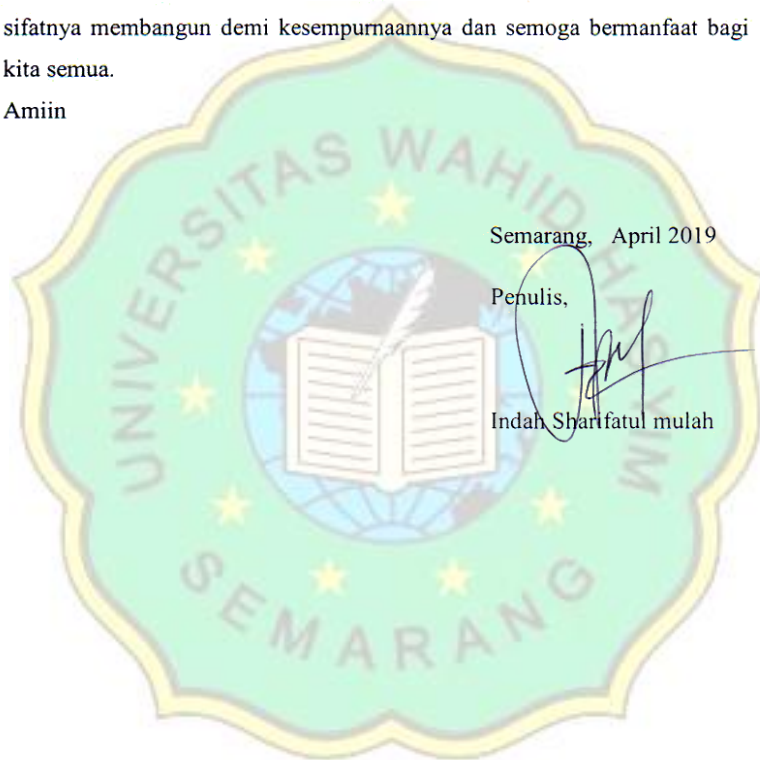 sifatnya membangun demi kesempurnaannya dan semoga bermanfaat bagi
kita semua.
Amiin
UNIVERSITAS WAHID HASYIM
SEMARANG
Semarang, April 2019
Penulis,
Indah Sharifatul mulah